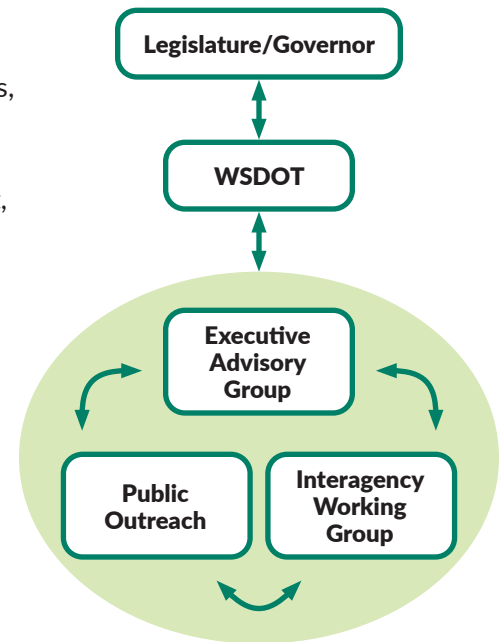 Legislature/Governor
s,
WSDOT
,
Executive
Advisory
Group
Public
Outreach
Interagency
Working
Group